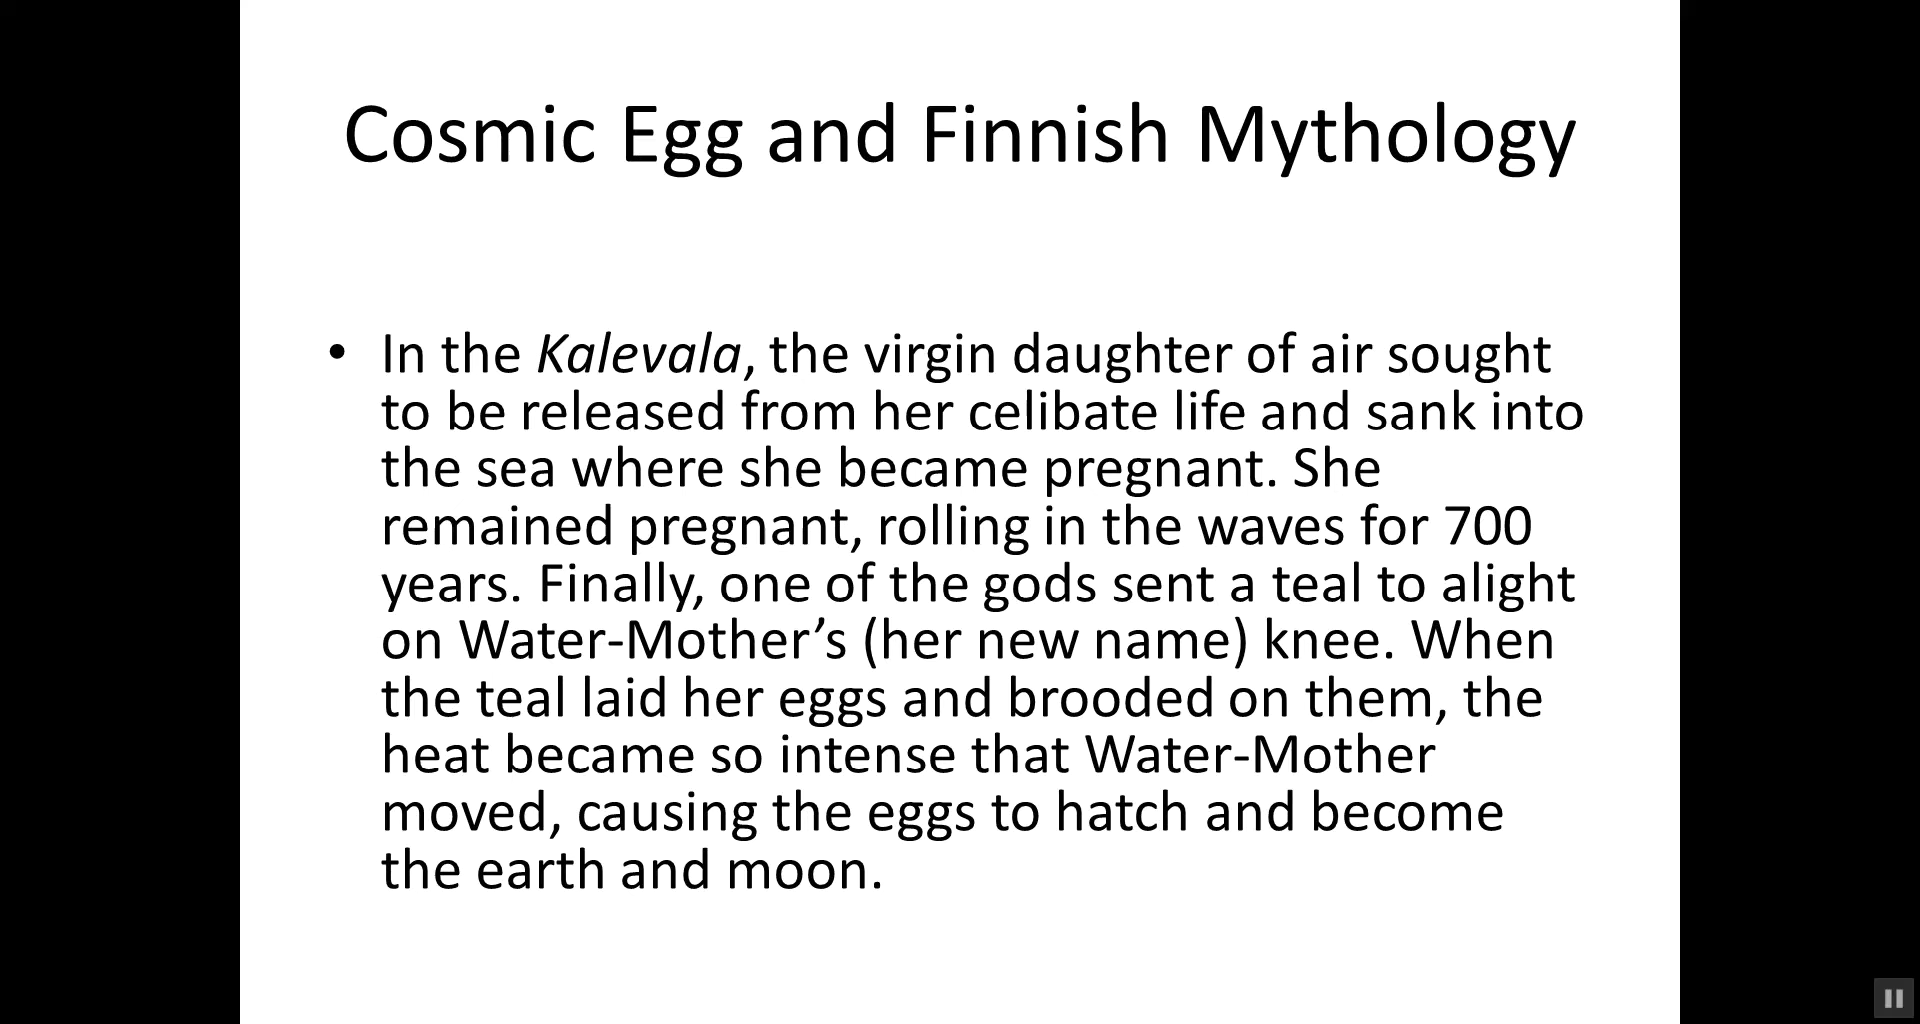 Cosmic Egg and Finnish Mythology
• In the Kalevala, the virgin daughter of air sought
to be released from her celibate life and sank into
the sea where she became pregnant. She
remained pregnant, rolling in the waves for 700
years. Finally, one of the gods sent a teal to alight
on Water-Mother’s (her new name) knee. When
the teal laid her eggs and brooded on them, the
heat became so intense that Water-Mother
moved, causing the eggs to hatch and become
the earth and moon.